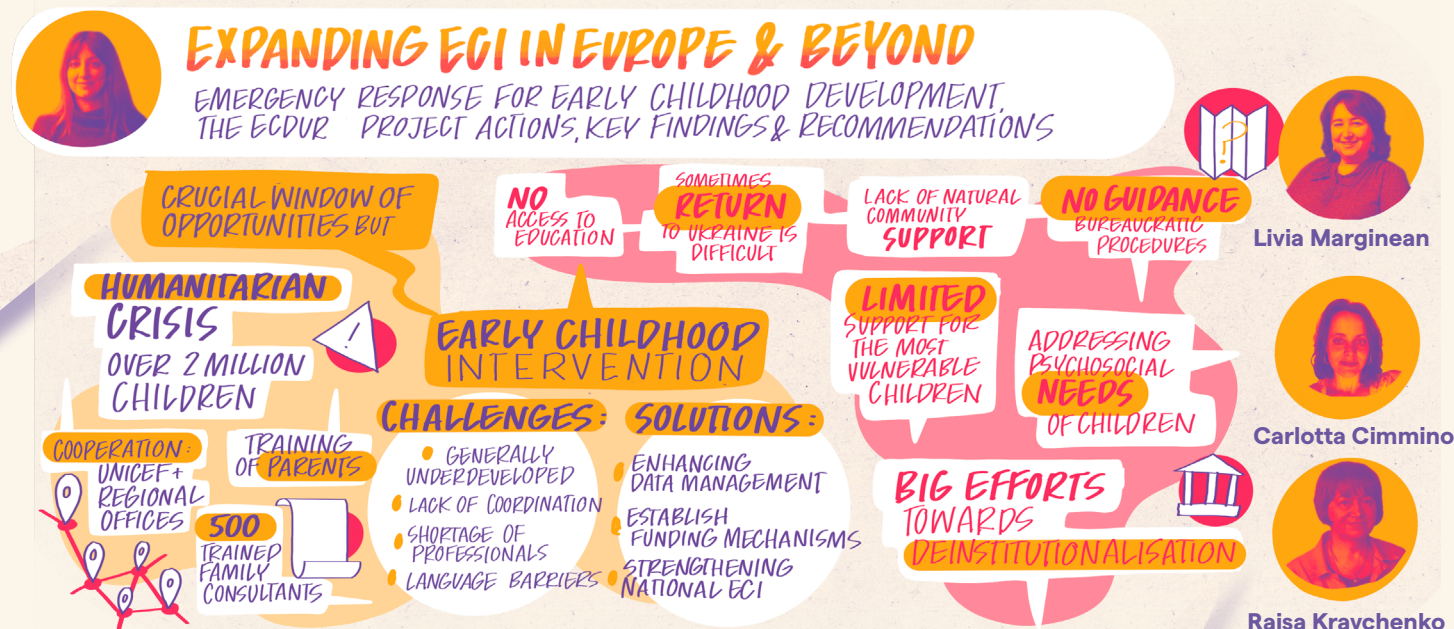 EXPANDING ECI IN EUROPE & BEYOND
EMERGENCY RESPONSE FOR EARLY CHILDHOOD DEVELOPMENT,
THE ECDUR PROJECT ACTIONS, KEY FINDINGS & RECOMMENDATIONS
CRUCIAL WINDOW OF
OPPORTUNITIES BUT
HUMANITARIAN
CRISIS
OVER 2 MILLION
CHILDREN
!
COOPERATION:
UNICEF +
REGIONAL
OFFICES
TRAINING
OF PARENTS
500
TRAINED
FAMILY
CONSULTANTS
EARLY CHILDHOOD
INTERVENTION
CHALLENGES:
GENERALLY
UNDERDEVELOPED
LACK OF COORDINATION
SHORTAGE OF
PROFESSIONALS
LANGUAGE BARRIERS
SOLUTIONS:
ENHANCING
DATA MANAGEMENT
ESTABLISH
FUNDING MECHANISMS
STRENGTHENING
NATIONAL ECI
NO
ACCESS TO
EDUCATION
SOMETIMES
RETURN
TO UKRAINE IS
DIFFICULT
LACK OF NATURAL
COMMUNITY
SUPPORT
NO GUIDANCE
BUREAUCRATIC
PROCEDURES
LIMITED
SUPPORT FOR
THE MOST
VULNERABLE
CHILDREN
ADDRESSING
PSYCHOSOCIAL
NEEDS
OF CHILDREN
BIG EFFORTS
TOWARDS
DEINSTITUTIONALISATION
?
Livia Marginean
Carlotta Cimmino
Raisa Kravchenko